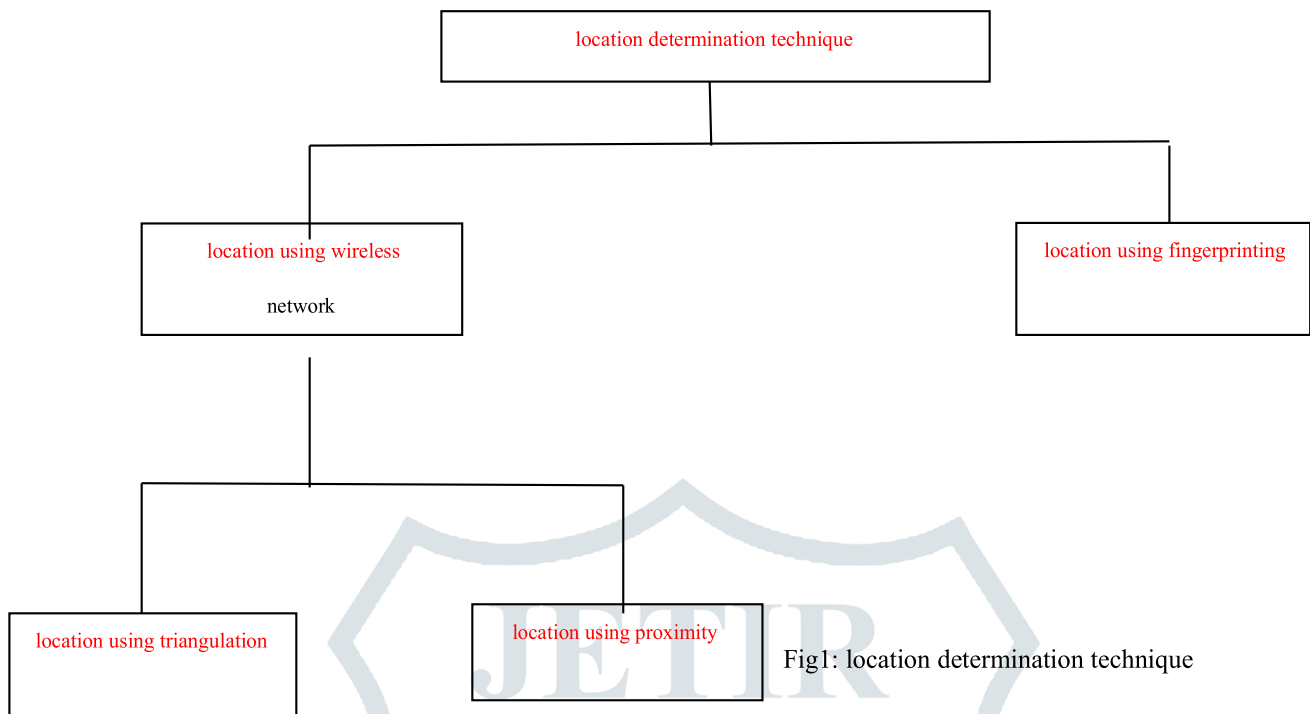 location determination technique
location using wireless
network
location using fingerprinting
location using triangulation
location using proximity
Fig1: location determination technique
JETIR